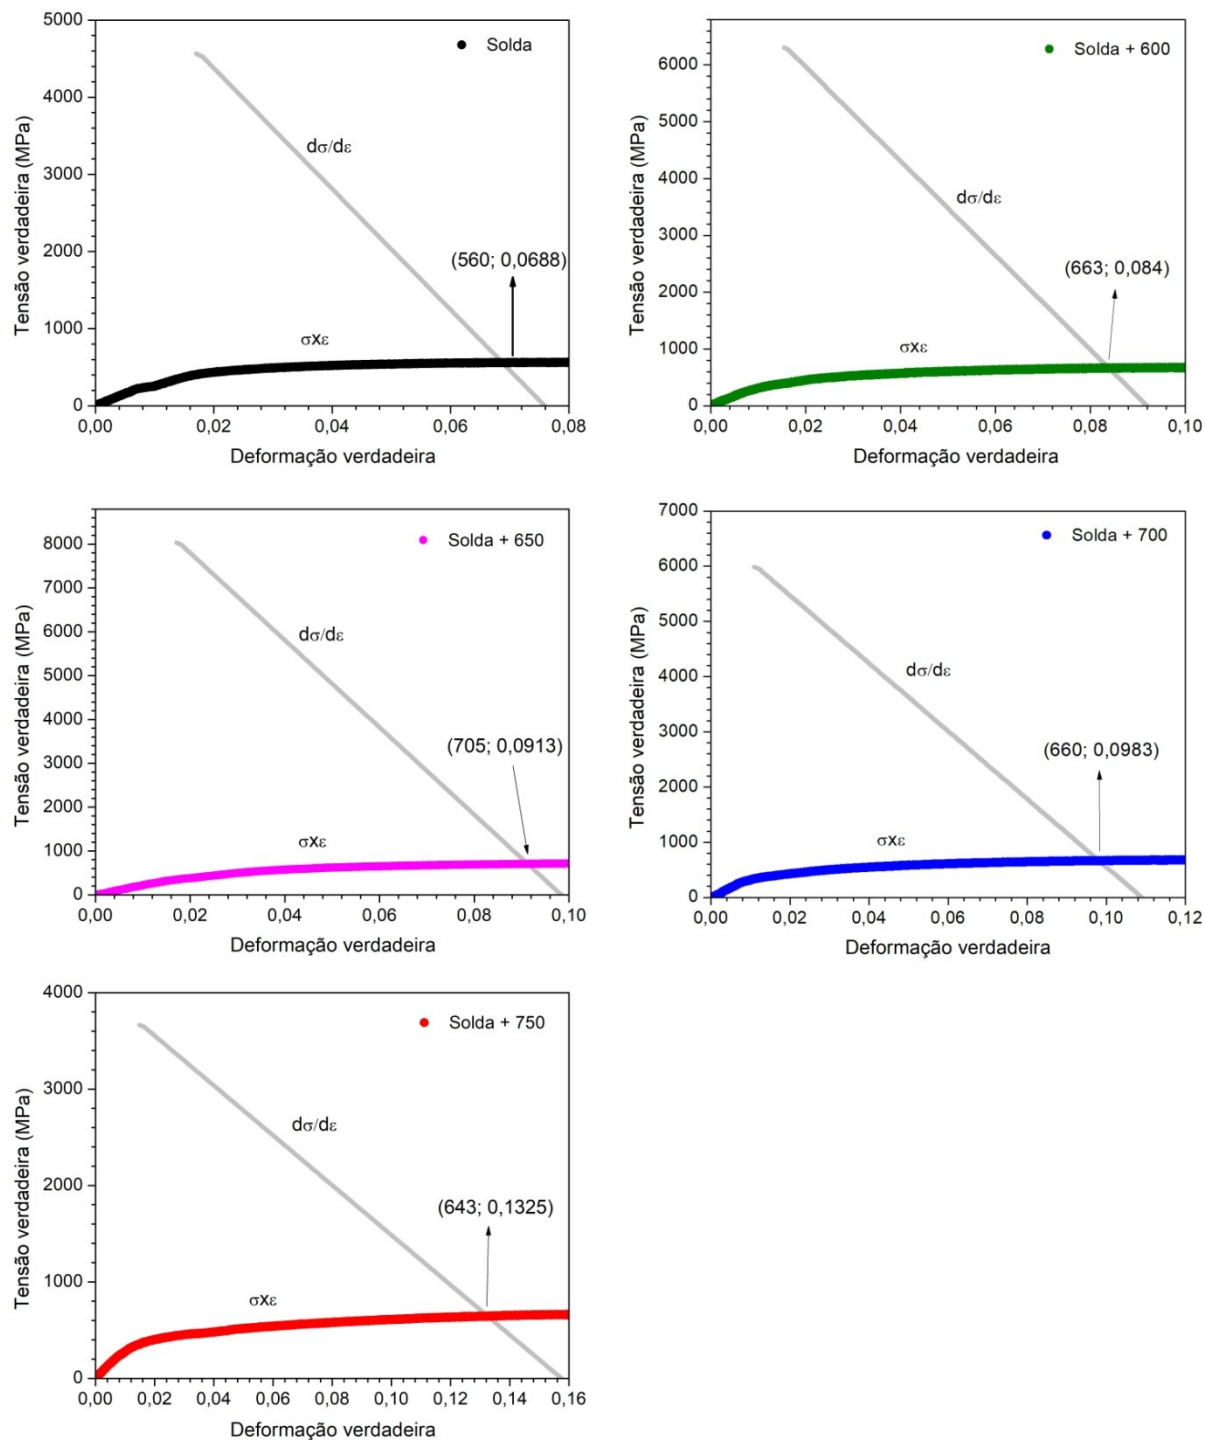 Solda
dσ/dε
(560; 0,0688)
σxε
5000
4000
3000
2000
1000
0
0,00 0,02 0,04 0,06 0,08
Deformação verdadeira
Tensão verdadeira (MPa)
Solda + 600
dσ/dε
(663; 0,084)
σxε
6000
5000
4000
3000
2000
1000
0
0,00 0,02 0,04 0,06 0,08 0,10
Deformação verdadeira
Tensão verdadeira (MPa)
Solda + 650
dσ/dε
(705; 0,0913)
σxε
8000
7000
6000
5000
4000
3000
2000
1000
0
0,00 0,02 0,04 0,06 0,08 0,10
Deformação verdadeira
Tensão verdadeira (MPa)
Solda + 700
dσ/dε
(660; 0,0983)
σxε
7000
6000
5000
4000
3000
2000
1000
0
0,00 0,02 0,04 0,06 0,08 0,10 0,12
Deformação verdadeira
Tensão verdadeira (MPa)
Solda + 750
dσ/dε
(643; 0,1325)
σxε
4000
3000
2000
1000
0
0,00 0,02 0,04 0,06 0,08 0,10 0,12 0,14 0,16
Deformação verdadeira
Tensão verdadeira (MPa)